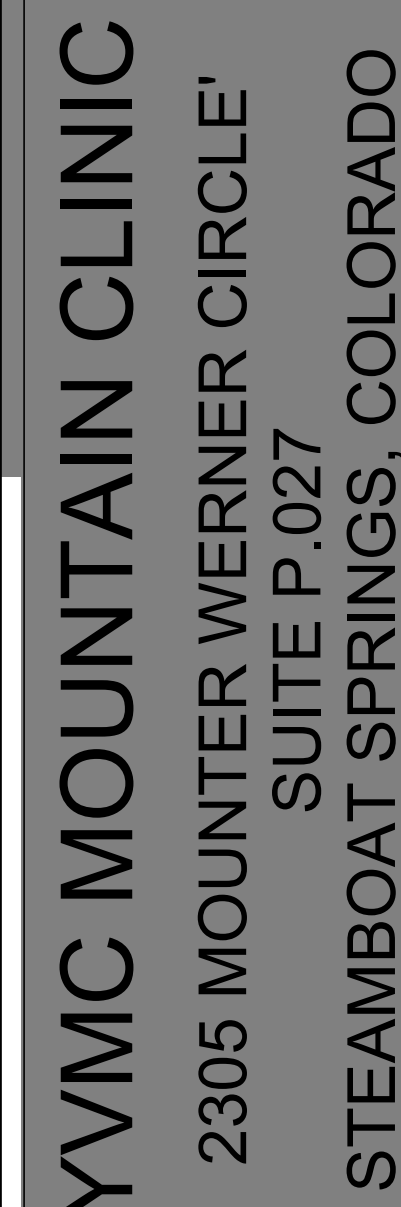 YVMC MOUNTAIN CLINIC
2305 MOUNTER WERNER CIRCLE'
SUITE P.027
STEAMBOAT SPRINGS, COLORADO